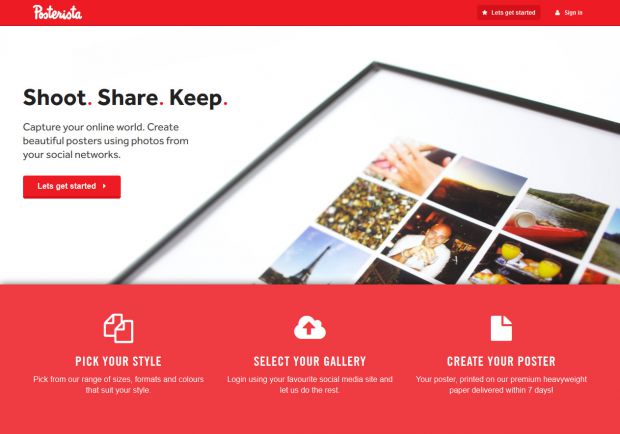 Posterista
Lets get started
Sign in
Shoot. Share. Keep.
Capture your online world. Create
beautiful posters using photos from
your social networks.
Lets get started
PICK YOUR STYLE
Pick from our range of sizes, formats and colours
that suit your style.
SELECT YOUR GALLERY
Login using your favourite social media site and
let us do the rest.
CREATE YOUR POSTER
Your poster, printed on our premium heavyweight
paper delivered within 7 days!